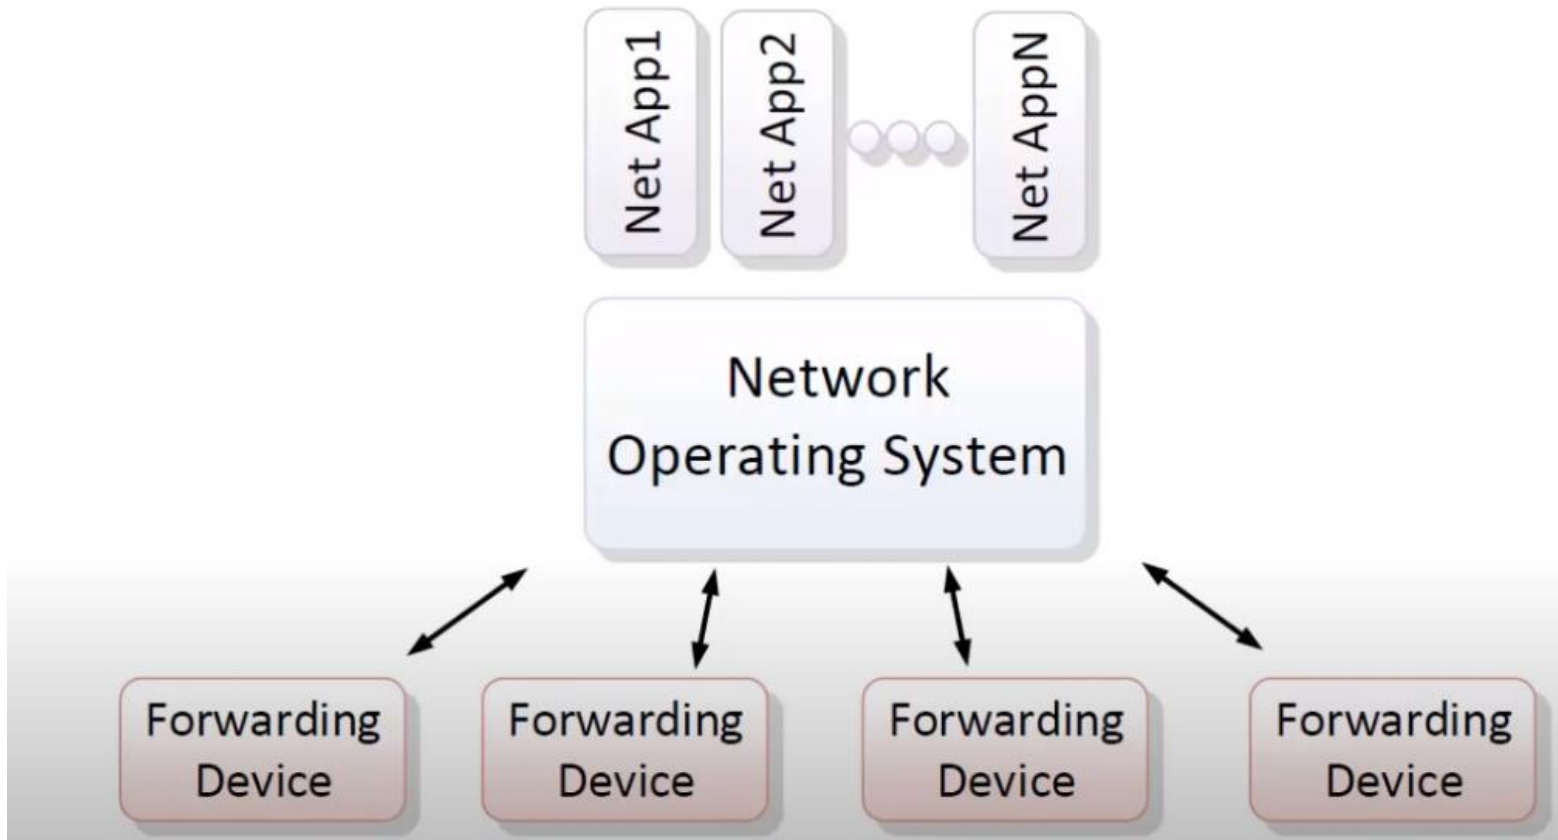 Net App1
Net App2
Net AppN
Network
Operating System
Forwarding
Device
Forwarding
Device
Forwarding
Device
Forwarding
Device